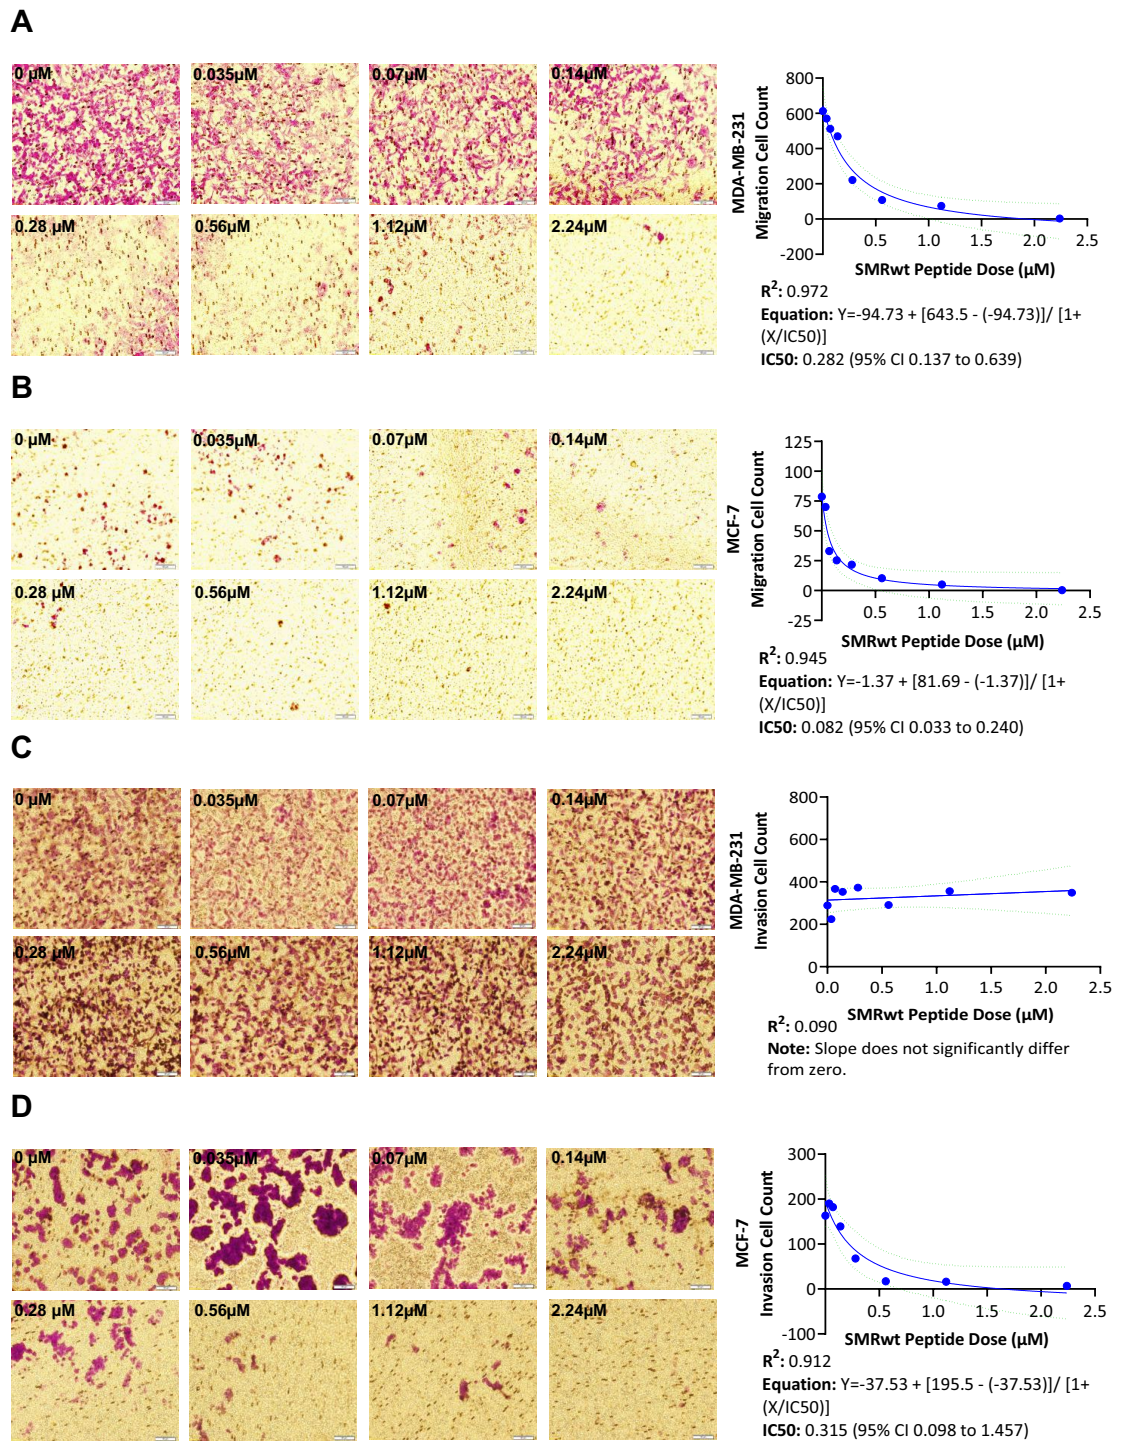 A
0 µM
0.035µM
0.07µM
0.14µM
0.28 µM
0.56µM
1.12µM
2.24µM
MDA-MB-231
Migration Cell Count
800
600
400
200
0
-200
0.5
1.0
1.5
2.0
2.5
SMRwt Peptide Dose (µM)
R²: 0.972
Equation: Y=-94.73 + [643.5 - (-94.73)]/ [1+
(X/IC50)]
IC50: 0.282 (95% CI 0.137 to 0.639)
B
0 µM
0.035µM
0.07µM
0.14µM
0.28 µM
0.56µM
1.12µM
2.24µM
MCF-7
Migration Cell Count
125
100
75
50
25
0
-25
0.5
1.0
1.5
2.0
2.5
SMRwt Peptide Dose (µM)
R²: 0.945
Equation: Y=-1.37 + [81.69 - (-1.37)]/ [1+
(X/IC50)]
IC50: 0.082 (95% CI 0.033 to 0.240)
C
0 µM
0.035µM
0.07µM
0.14µM
0.28 µM
0.56µM
1.12µM
2.24µM
MDA-MB-231
Invasion Cell Count
800
600
400
200
0
0.0
0.5
1.0
1.5
2.0
2.5
SMRwt Peptide Dose (µM)
R²: 0.090
Note: Slope does not significantly differ
from zero.
D
0 µM
0.035µM
0.07µM
0.14µM
0.28 µM
0.56µM
1.12µM
2.24µM
MCF-7
Invasion Cell Count
300
200
100
0
-100
0.5
1.0
1.5
2.0
2.5
SMRwt Peptide Dose (µM)
R²: 0.912
Equation: Y=-37.53 + [195.5 - (-37.53)]/ [1+
(X/IC50)]
IC50: 0.315 (95% CI 0.098 to 1.457)